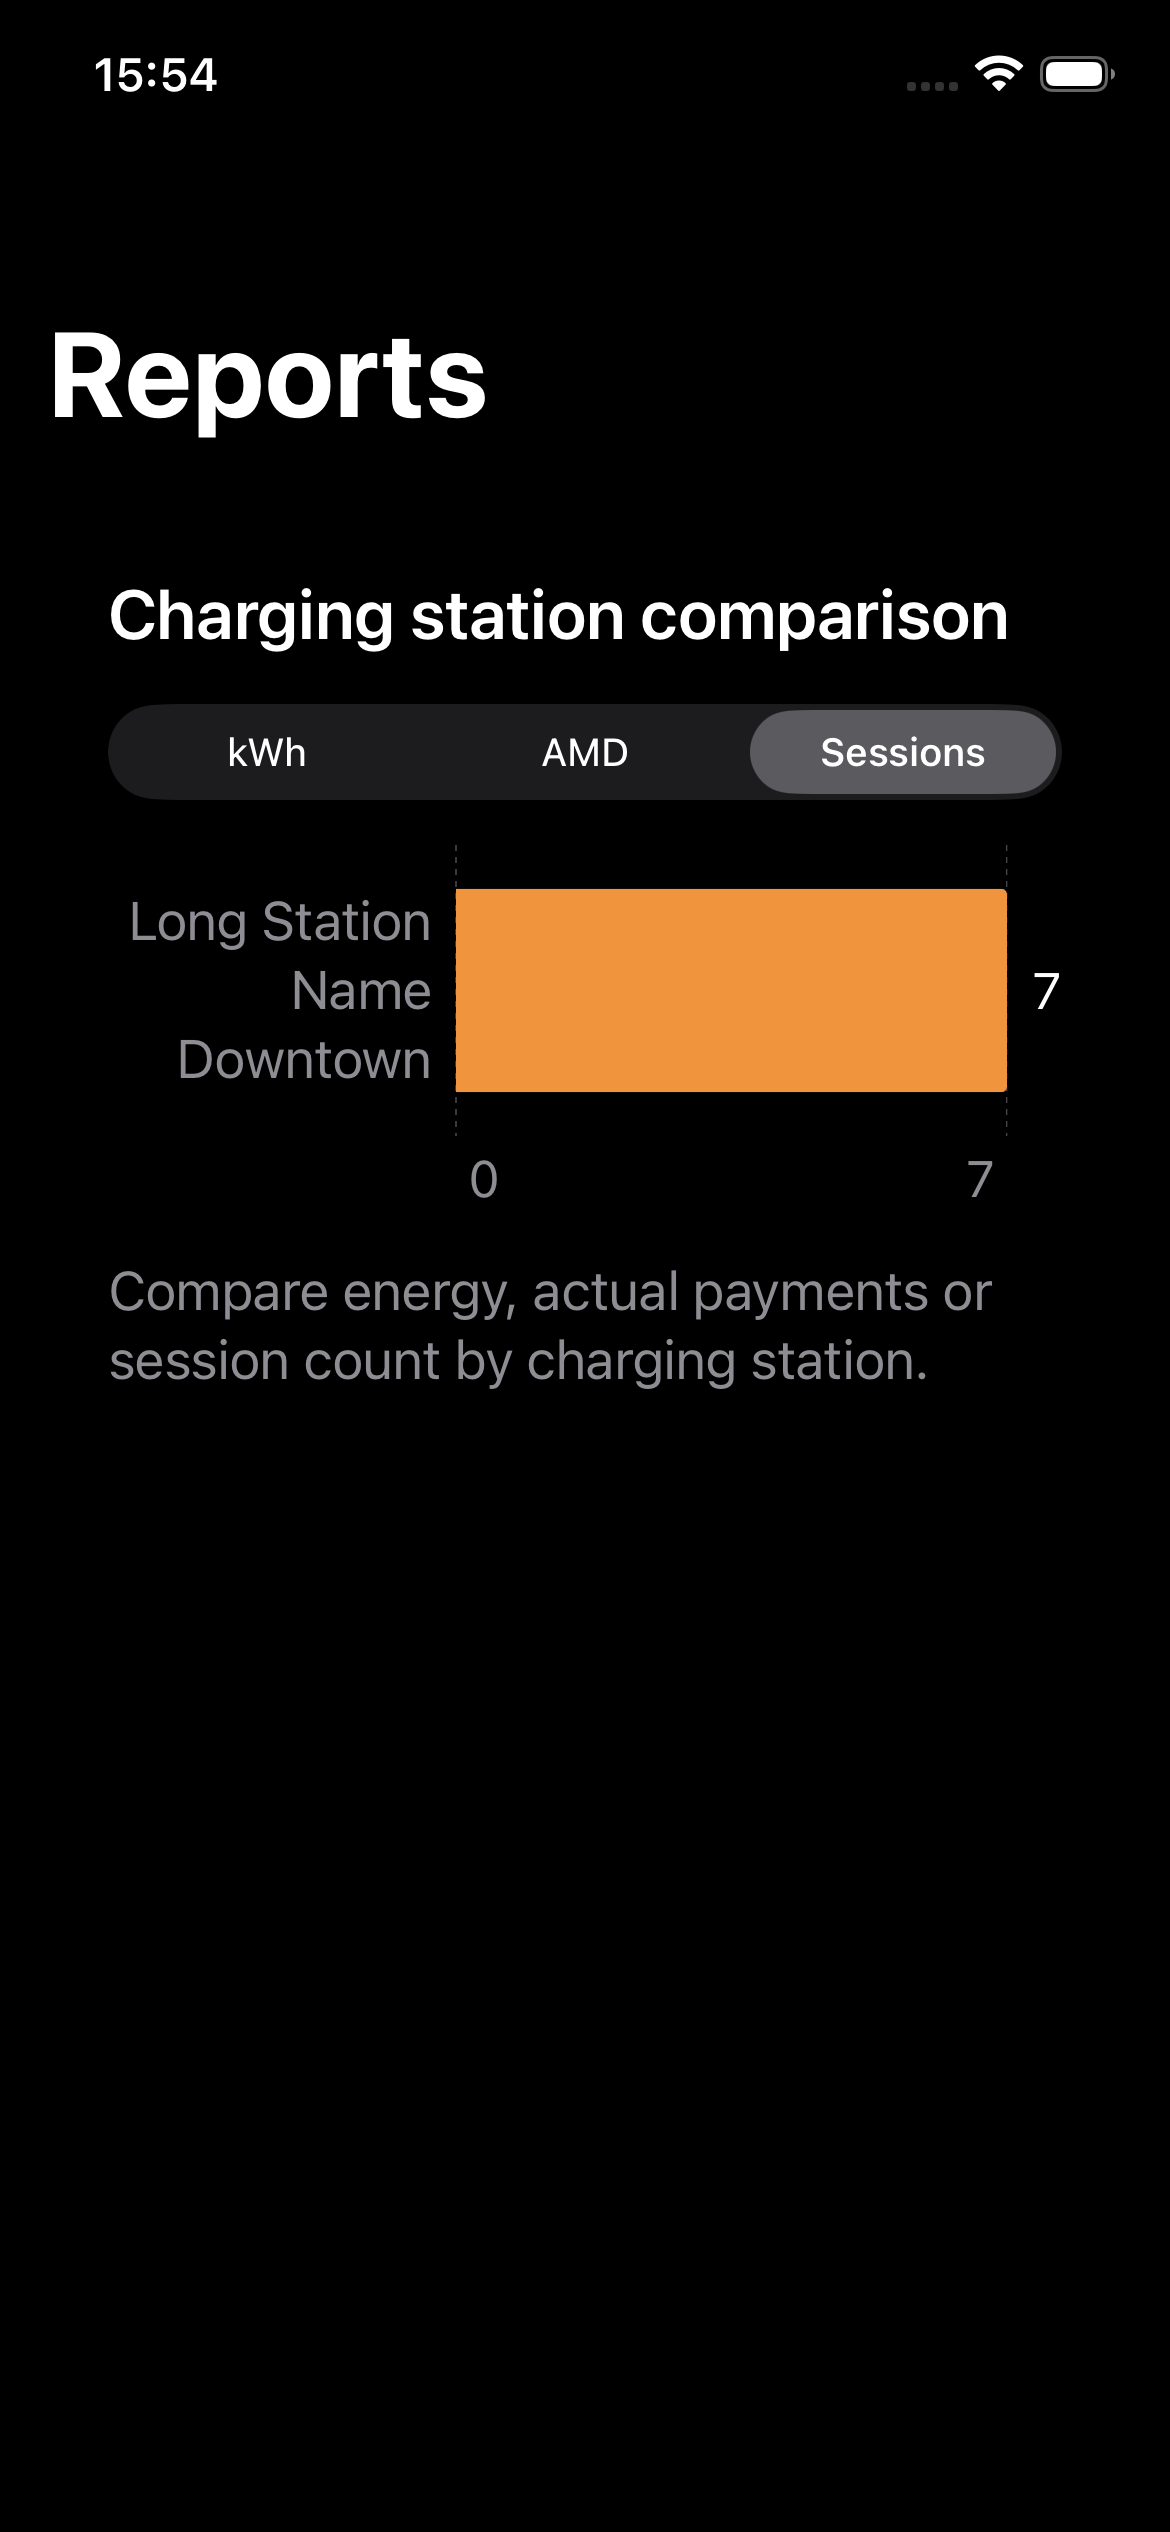 15:54
Reports
Charging station comparison
kWh
AMD
Sessions
Long Station
Name
Downtown
7
0
7
Compare energy, actual payments or
session count by charging station.